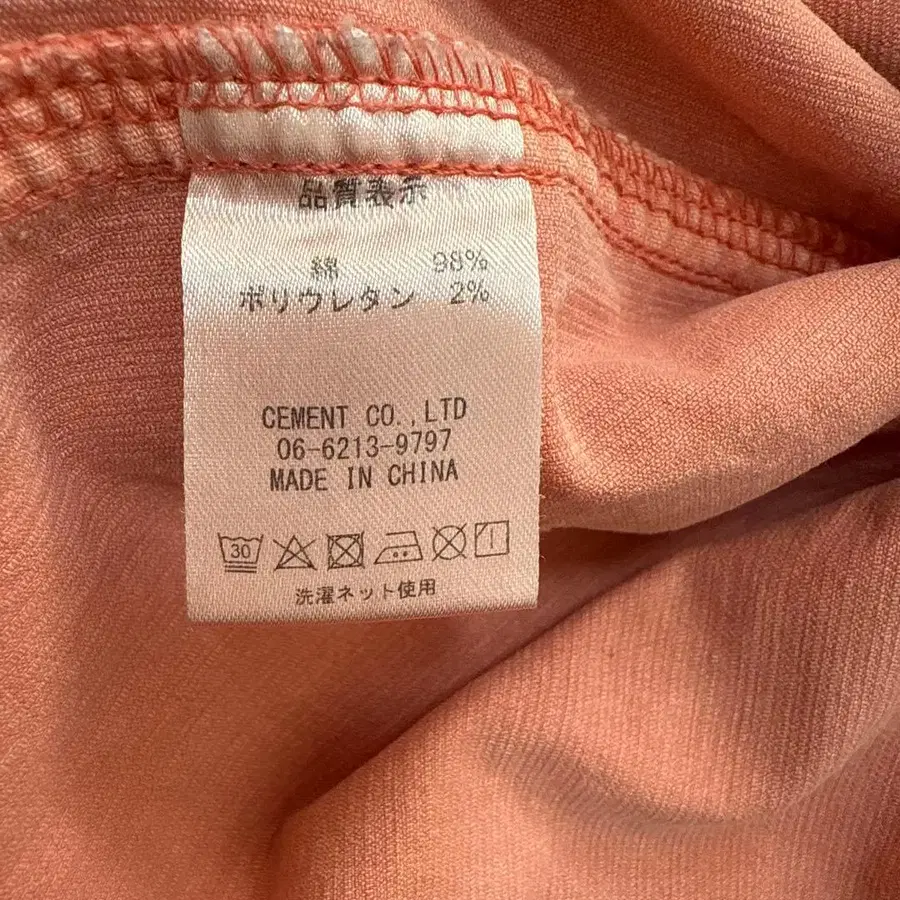 品質表示
綿 98%
ポリウレタン 2%
CEMENT CO.,LTD
06-6213-9797
MADE IN CHINA
30
洗濯ネット使用